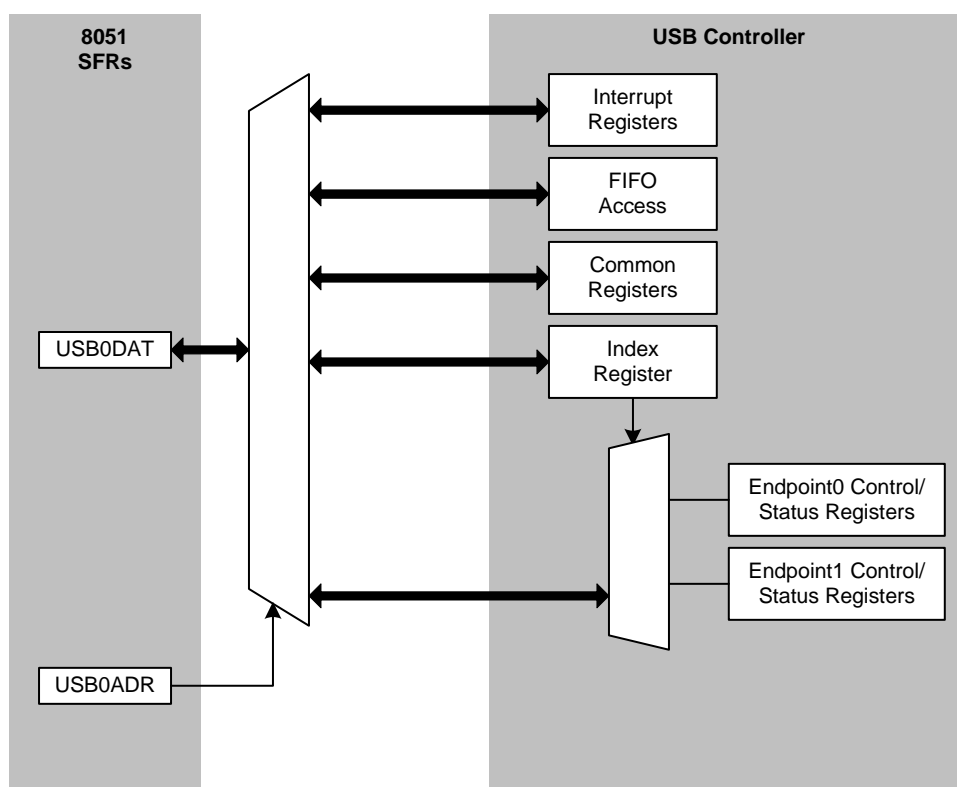 8051
SFRs
USB Controller
Interrupt
Registers
FIFO
Access
Common
Registers
USB0DAT
Index
Register
Endpoint0 Control/
Status Registers
Endpoint1 Control/
Status Registers
USB0ADR